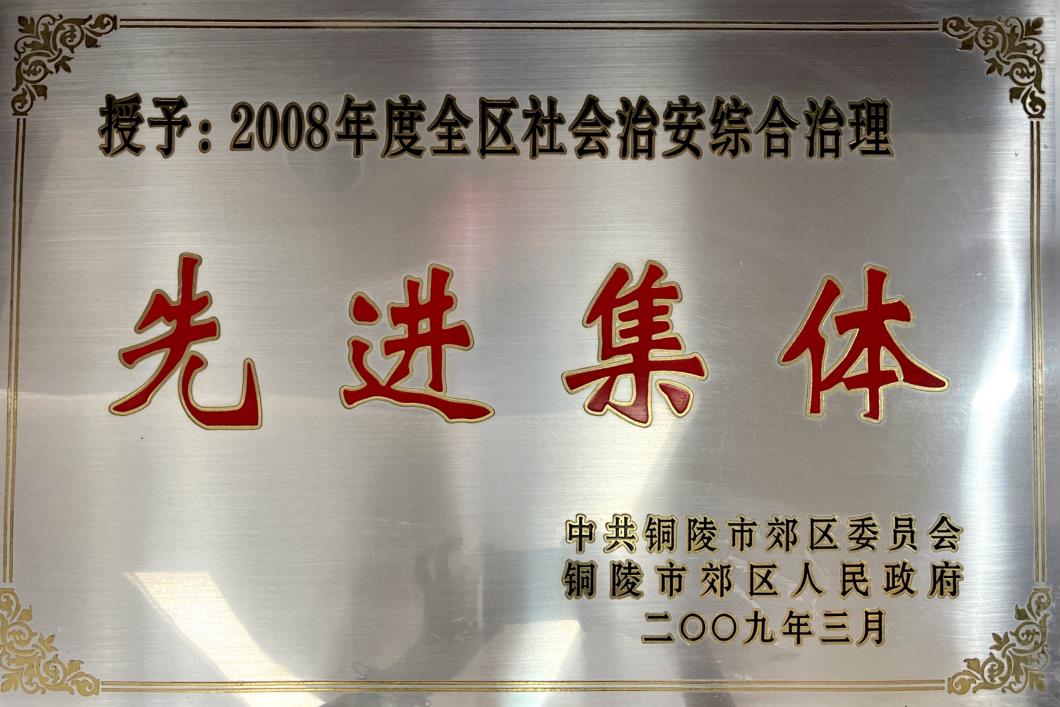 授予:2008年度全区社会治安综合治理
先进集体
中共铜陵市郊区委员会
铜陵市郊区人民政府
二〇〇九年三月